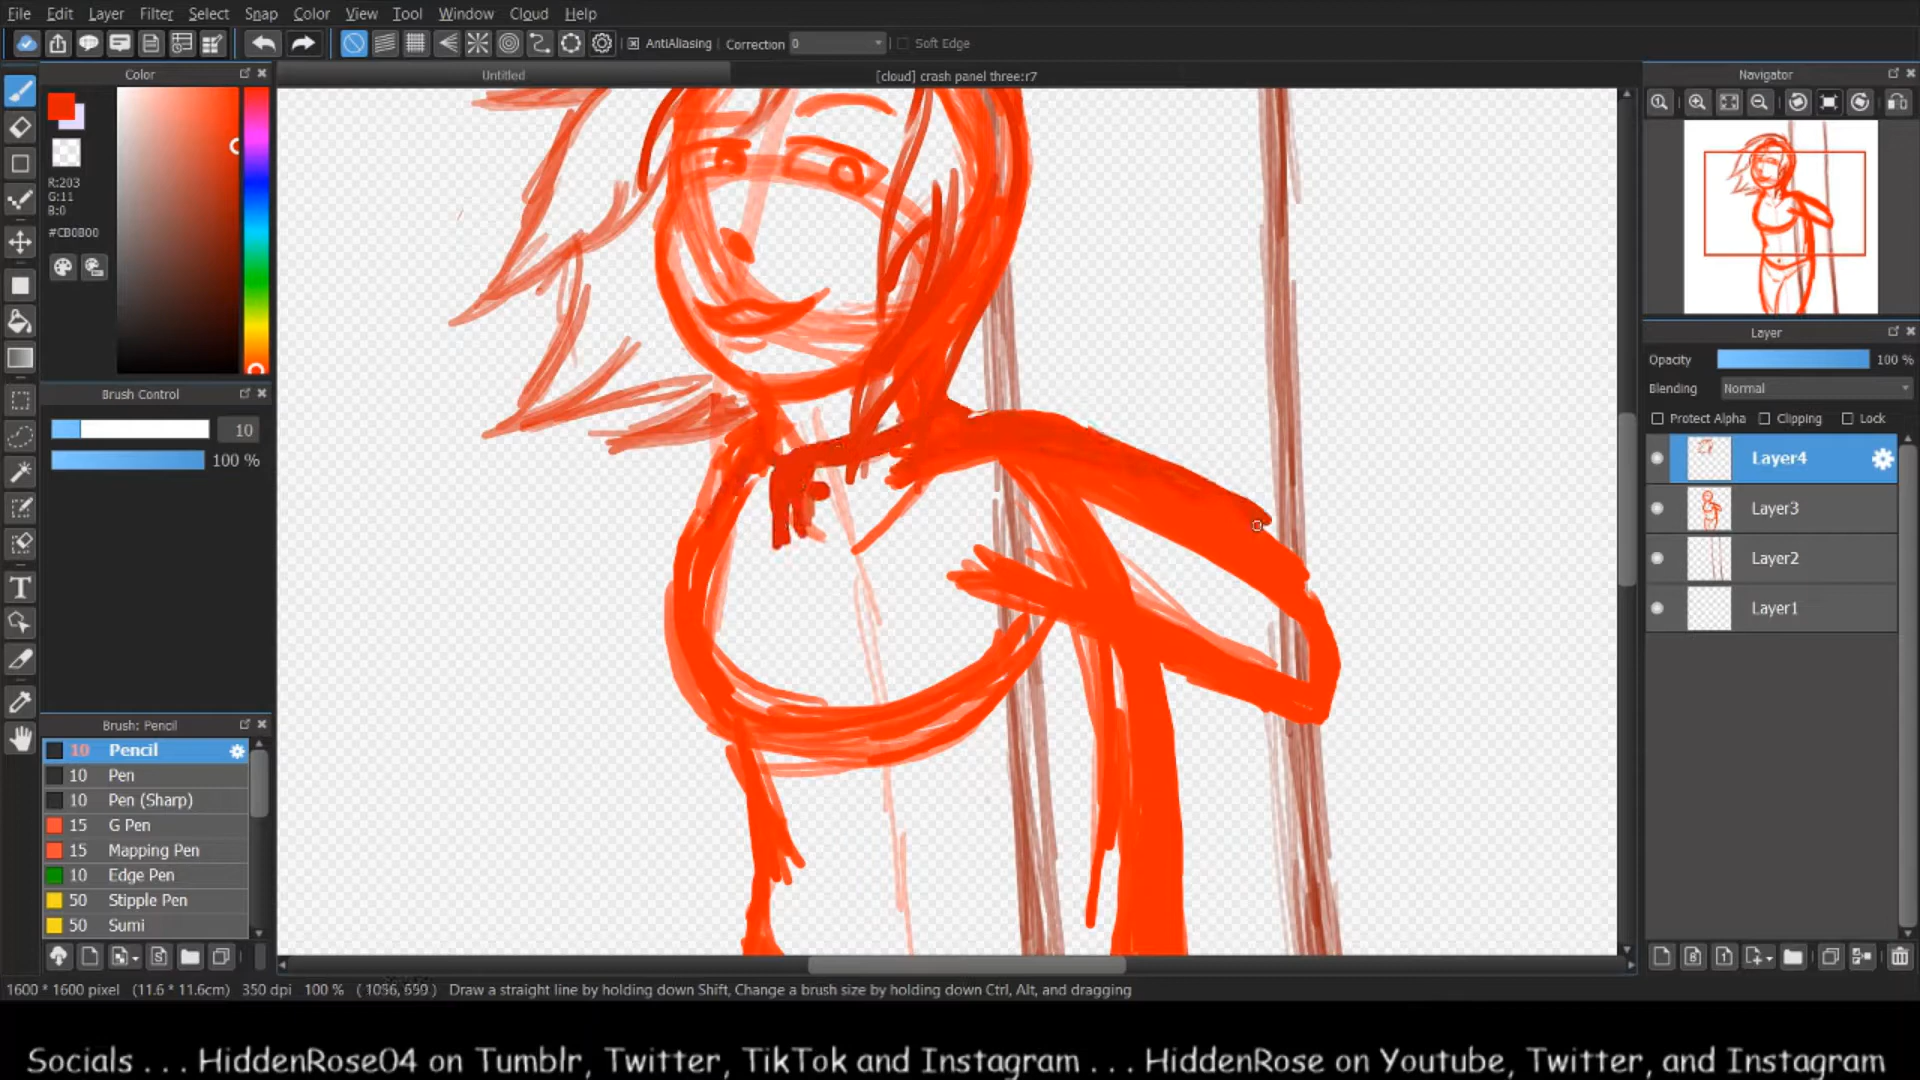 File Edit Layer Filter Select Snap Color View Tool Window Cloud Help
AntiAliasing Correction 0 Soft Edge
Color
Untitled
[cloud] crash panel three:r7
Navigator
R:203
G:11
B:0
#CB0B00
Brush Control
10
100 %
Layer
Opacity 100 %
Blending Normal
Protect Alpha Clipping Lock
Layer4
Layer3
Layer2
Layer1
Brush: Pencil
10 Pencil
10 Pen
10 Pen (Sharp)
15 G Pen
15 Mapping Pen
10 Edge Pen
50 Stipple Pen
50 Sumi
1600 * 1600 pixel (11.6 * 11.6cm) 350 dpi 100 % Draw a straight line by holding down Shift, Change a brush size by holding down Ctrl, Alt, and dragging
Socials . . . HiddenRose04 on Tumblr, Twitter, TikTok and Instagram . . . HiddenRose on Youtube, Twitter, and Instagram